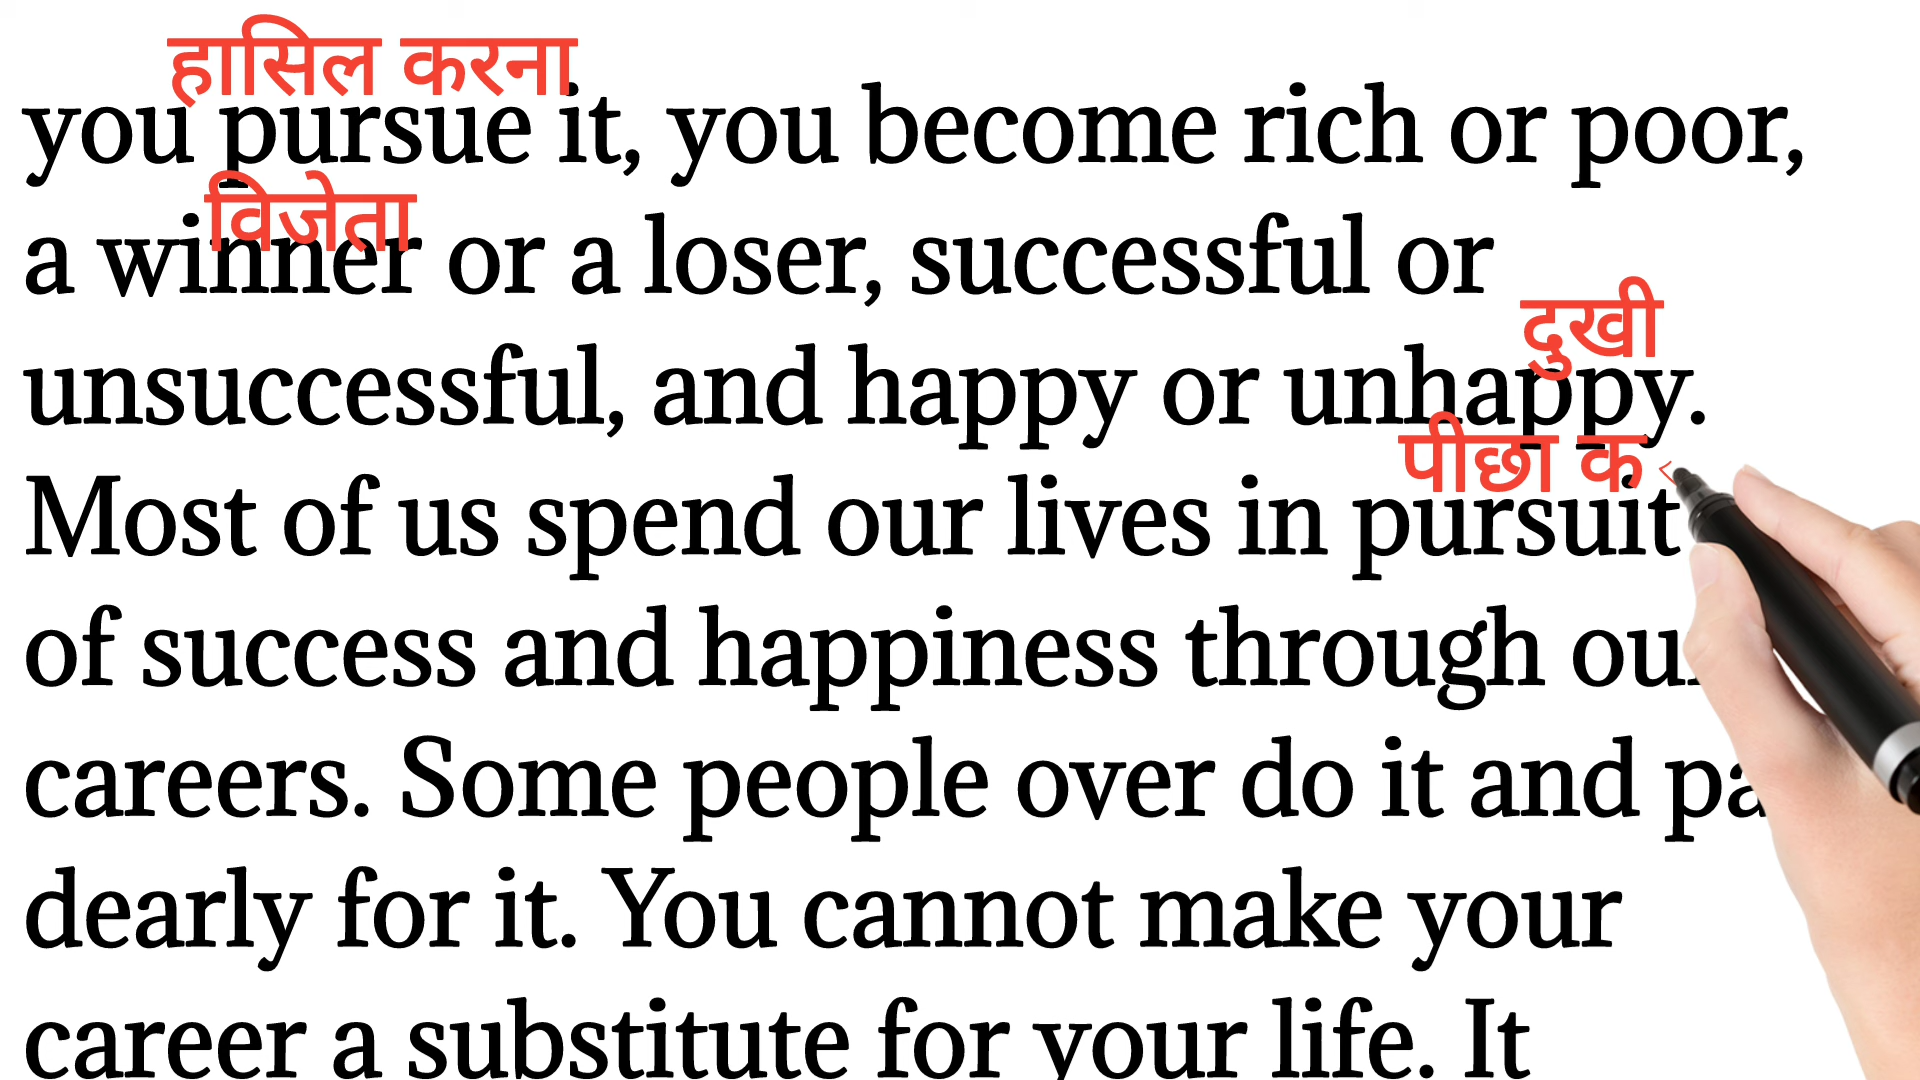 हासिल करना
you pursue it, you become rich or poor,
विजेता
a winner or a loser, successful or
दुखी
unsuccessful, and happy or unhappy.
पीछा क
Most of us spend our lives in pursuit
of success and happiness through
careers. Some people over do it and
dearly for it. You cannot make your
career a substitute for your life. It